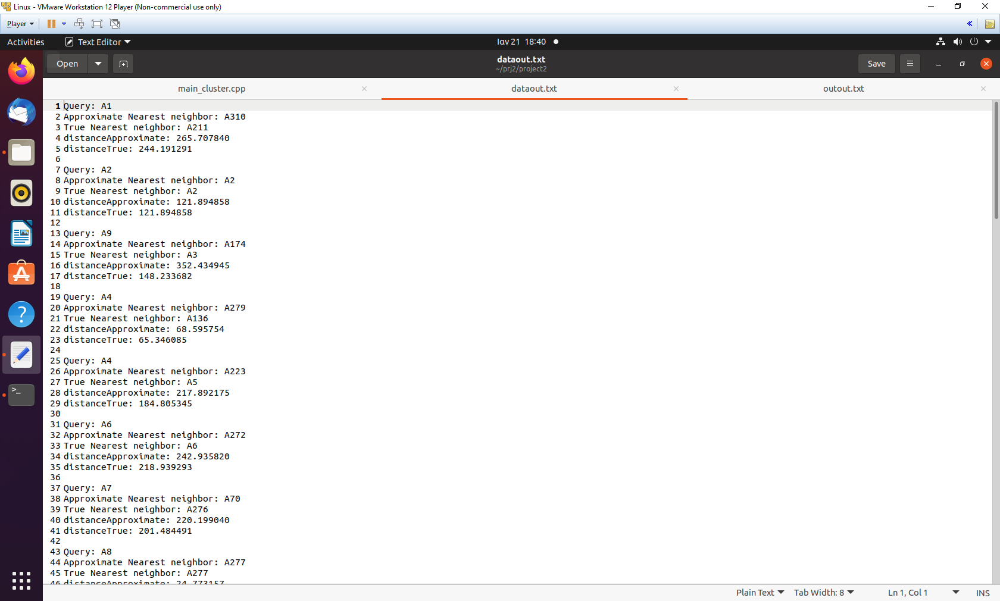 Linux - VMware Workstation 12 Player (Non-commercial use only)
Player
Activities
Text Editor
Ιαν 21 18:40
Open
dataout.txt
~/prj2/project2
Save
main_cluster.cpp
dataout.txt
outout.txt
1 Query: A1
2 Approximate Nearest neighbor: A310
3 True Nearest neighbor: A211
4 distanceApproximate: 265.707840
5 distanceTrue: 244.191291
6
7 Query: A2
8 Approximate Nearest neighbor: A2
9 True Nearest neighbor: A2
10 distanceApproximate: 121.894858
11 distanceTrue: 121.894858
12
13 Query: A9
14 Approximate Nearest neighbor: A174
15 True Nearest neighbor: A3
16 distanceApproximate: 352.434945
17 distanceTrue: 148.233682
18
19 Query: A4
20 Approximate Nearest neighbor: A279
21 True Nearest neighbor: A136
22 distanceApproximate: 68.595754
23 distanceTrue: 65.346085
24
25 Query: A4
26 Approximate Nearest neighbor: A223
27 True Nearest neighbor: A5
28 distanceApproximate: 217.892175
29 distanceTrue: 184.805345
30
31 Query: A6
32 Approximate Nearest neighbor: A272
33 True Nearest neighbor: A6
34 distanceApproximate: 242.935820
35 distanceTrue: 218.939293
36
37 Query: A7
38 Approximate Nearest neighbor: A70
39 True Nearest neighbor: A276
40 distanceApproximate: 220.199040
41 distanceTrue: 201.484491
42
43 Query: A8
44 Approximate Nearest neighbor: A277
45 True Nearest neighbor: A277
46 distanceApproximate: 24.773157
Plain Text
Tab Width: 8
Ln 1, Col 1
INS